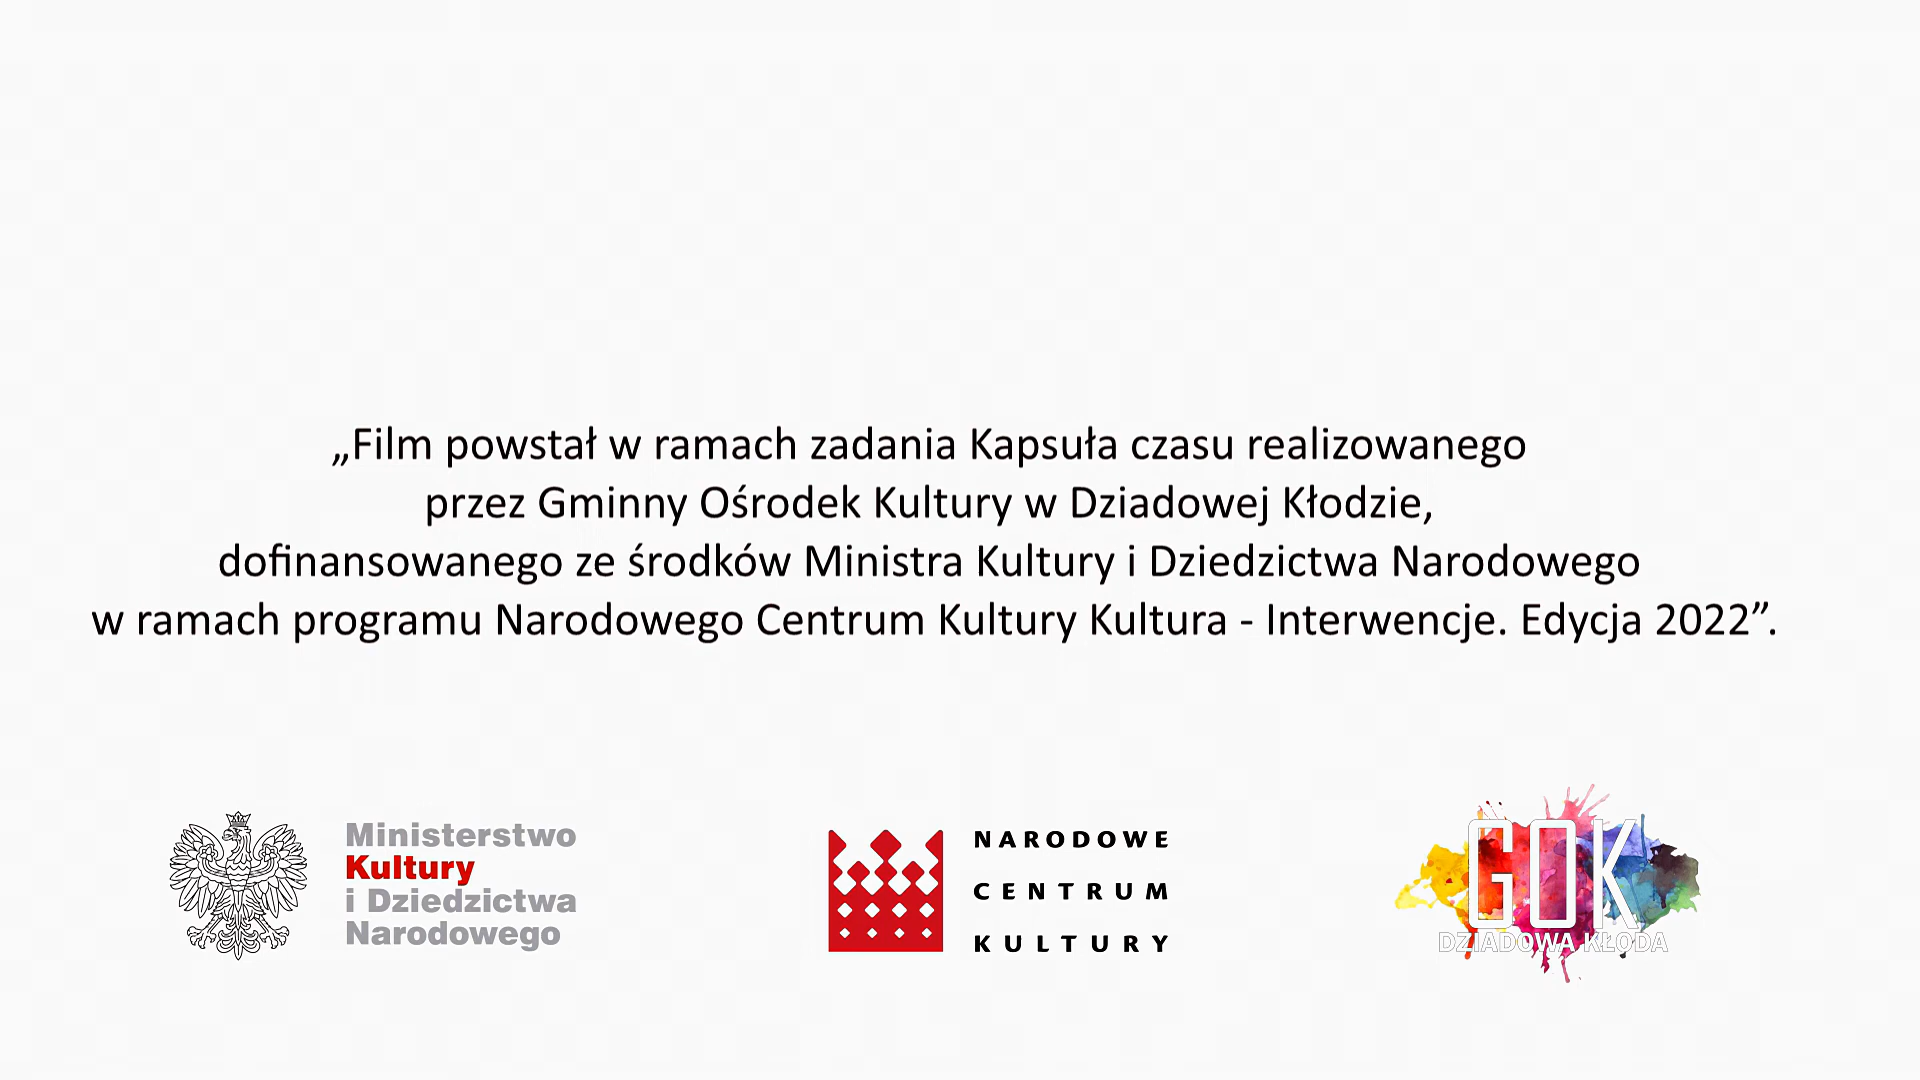 „Film powstał w ramach zadania Kapsuła czasu realizowanego
przez Gminny Ośrodek Kultury w Dziadowej Kłodzie,
dofinansowanego ze środków Ministra Kultury i Dziedzictwa Narodowego
w ramach programu Narodowego Centrum Kultury Kultura - Interwencje. Edycja 2022”.
Ministerstwo
Kultury
i Dziedzictwa
Narodowego
NARODOWE
CENTRUM
KULTURY
GOK
DZIADOWA KŁODA